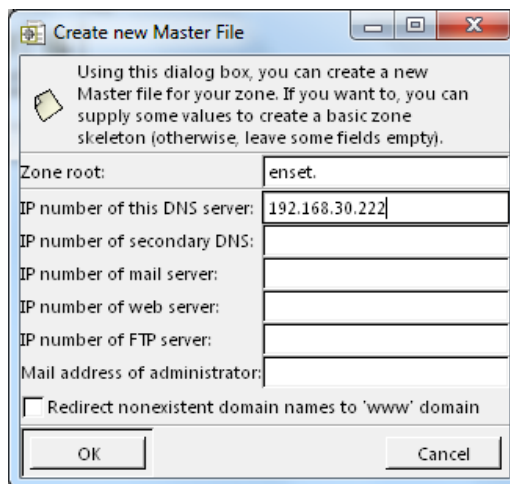 Create new Master File
Using this dialog box, you can create a new
Master file for your zone. If you want to, you can
supply some values to create a basic zone
skeleton (otherwise, leave some fields empty).
Zone root: enset.
IP number of this DNS server: 192.168.30.222
IP number of secondary DNS:
IP number of mail server:
IP number of web server:
IP number of FTP server:
Mail address of administrator:
Redirect nonexistent domain names to 'www' domain
OK Cancel